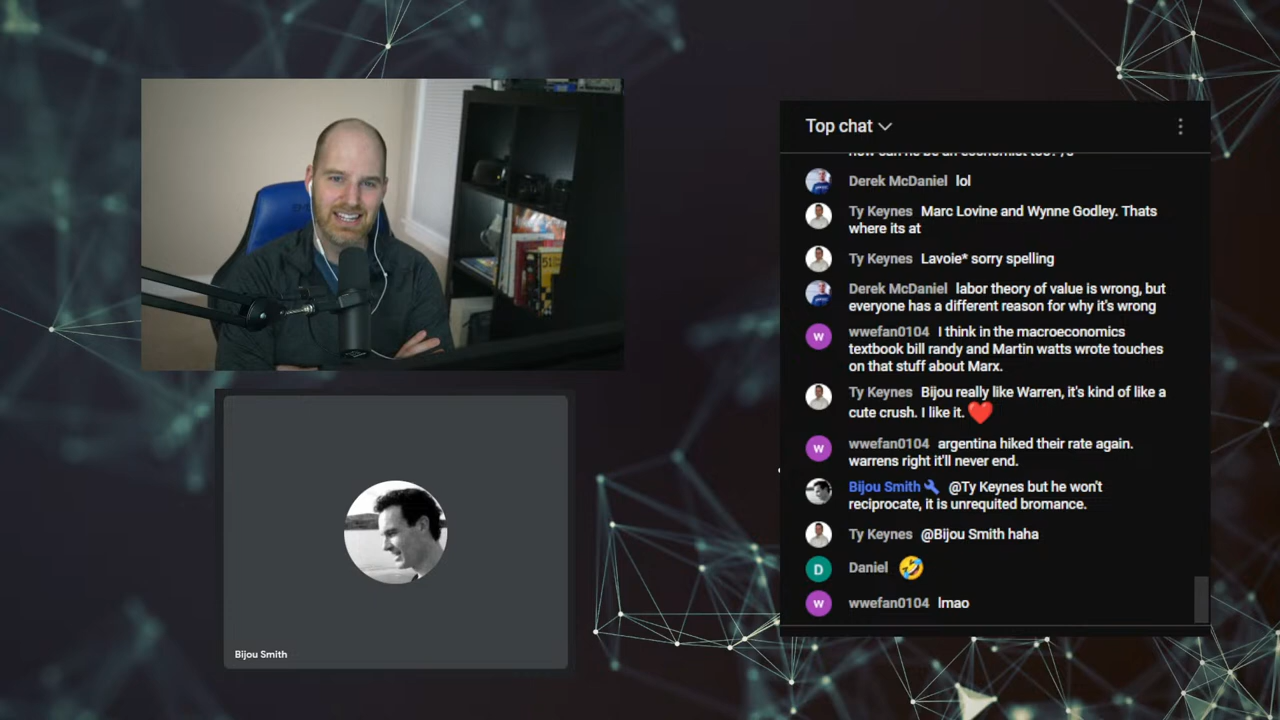 Top chat
Derek McDaniel lol
Ty Keynes Marc Lovine and Wynne Godley. Thats
where its at
Ty Keynes Lavoie* sorry spelling
Derek McDaniel labor theory of value is wrong, but
everyone has a different reason for why it's wrong
W
wwefan0104 I think in the macroeconomics
textbook bill randy and Martin watts wrote touches
on that stuff about Marx.
Ty Keynes Bijou really like Warren, it's kind of like a
cute crush. I like it. ❤️
W
wwefan0104 argentina hiked their rate again.
warrens right it'll never end.
Bijou Smith @Ty Keynes but he won't
reciprocate, it is unrequited bromance.
Ty Keynes @Bijou Smith haha
D
Daniel 🤣
W
wwefan0104 lmao
Bijou Smith
51